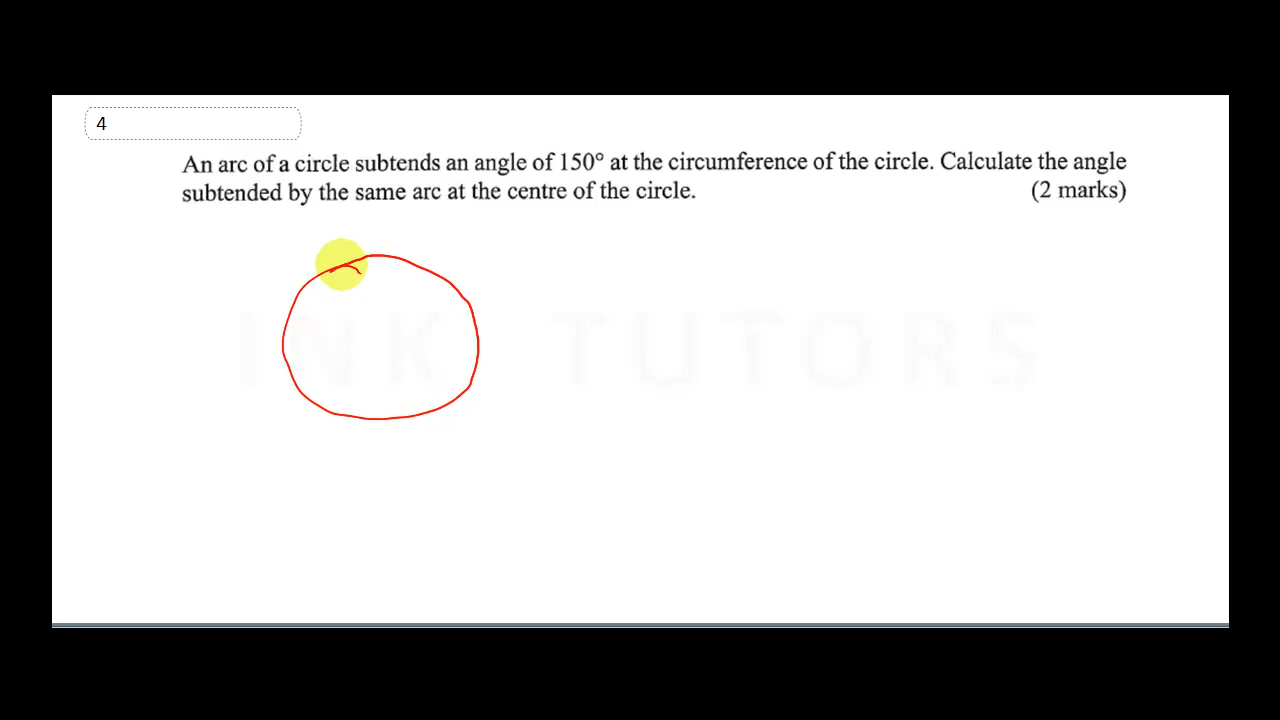 4
An arc of a circle subtends an angle of 150° at the circumference of the circle. Calculate the angle
subtended by the same arc at the centre of the circle. (2 marks)
INK TUTORS